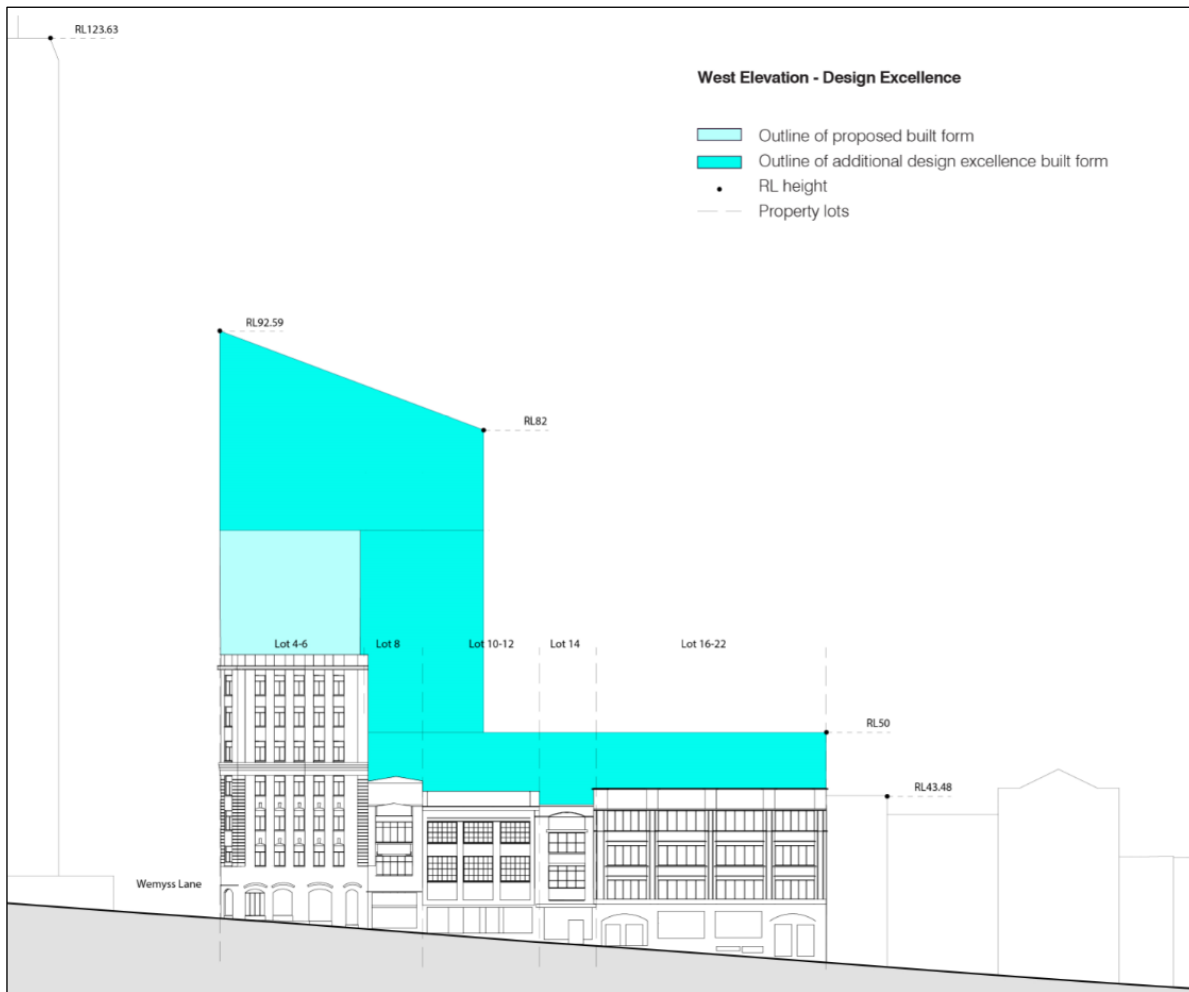 RL123.63
West Elevation - Design Excellence
Outline of proposed built form
Outline of additional design excellence built form
RL height
Property lots
RL92.59
RL82
Lot 4-6
Lot 8
Lot 10-12
Lot 14
Lot 16-22
RL50
RL43.48
Wemyss Lane